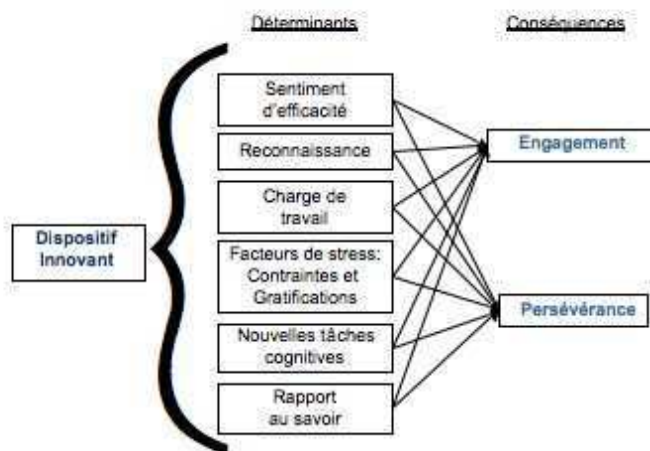 Déterminants
Conséquences
Sentiment
d'efficacité
Reconnaissance
Charge de
travail
Facteurs de stress:
Contraintes et
Gratifications
Nouvelles tâches
cognitives
Rapport
au savoir
Dispositif
Innovant
Engagement
Persévérance